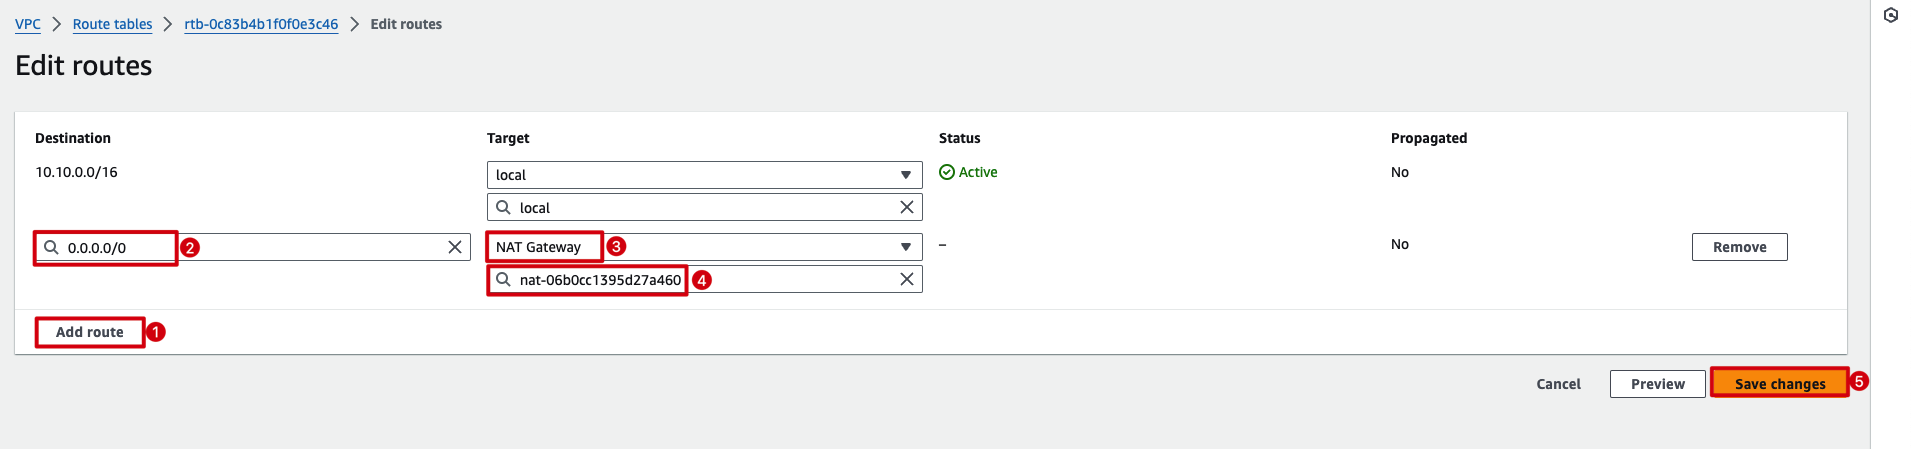 VPC > Route tables > rtb-0c83b4b1f0f0e3c46 > Edit routes
Edit routes
Destination Target Status Propagated
10.10.0.0/16 local Active No
local
0.0.0.0/0 2 NAT Gateway 3 – No Remove
nat-06b0cc1395d27a460 4
Add route 1
Cancel Preview Save changes 5